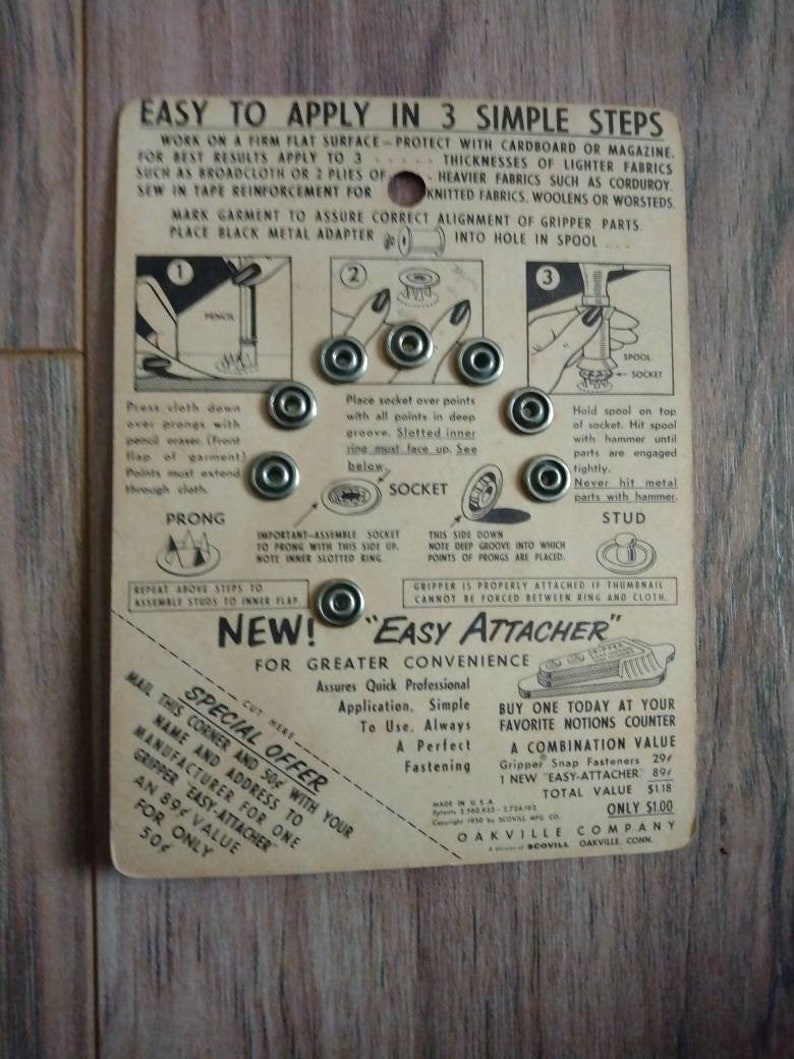 EASY TO APPLY IN 3 SIMPLE STEPS
WORK ON A FIRM FLAT SURFACE – PROTECT WITH CARDBOARD OR MAGAZINE.
FOR BEST RESULTS APPLY TO 3 . . . . . THICKNESSES OF LIGHTER FABRICS
SUCH AS BROADCLOTH OR 2 PLIES OF . HEAVIER FABRICS SUCH AS CORDUROY.
SEW IN TAPE REINFORCEMENT FOR KNITTED FABRICS, WOOLENS OR WORSTEDS.
MARK GARMENT TO ASSURE CORRECT ALIGNMENT OF GRIPPER PARTS.
PLACE BLACK METAL ADAPTER INTO HOLE IN SPOOL . . .
1
PENCIL
2
3
SPOOL
SOCKET
Press cloth down
over prongs with
pencil eraser. (Front
flap of garment)
Points must extend
through cloth.
Place socket over points
with all points in deep
groove. Slotted inner
ring must face up. See
below.
Hold spool on top
of socket. Hit spool
with hammer until
parts are engaged
tightly.
Never hit metal
parts with hammer.
PRONG
SOCKET
STUD
IMPORTANT—ASSEMBLE SOCKET
TO PRONG WITH THIS SIDE UP.
NOTE INNER SLOTTED RING.
THIS SIDE DOWN
NOTE DEEP GROOVE INTO WHICH
POINTS OF PRONGS ARE PLACED.
REPEAT ABOVE STEPS TO
ASSEMBLE STUDS TO INNER FLAP.
GRIPPER IS PROPERLY ATTACHED IF THUMBNAIL
CANNOT BE FORCED BETWEEN RING AND CLOTH.
NEW! "EASY ATTACHER"
FOR GREATER CONVENIENCE
Assures Quick Professional
Application, Simple
To Use, Always
A Perfect
Fastening
BUY ONE TODAY AT YOUR
FAVORITE NOTIONS COUNTER
A COMBINATION VALUE
Gripper Snap Fasteners 29¢
1 NEW "EASY-ATTACHER" 89¢
TOTAL VALUE $1.18
ONLY $1.00
CUT HERE
SPECIAL OFFER
MAIL THIS CORNER AND 50¢ WITH YOUR
NAME AND ADDRESS TO
MANUFACTURER FOR ONE
GRIPPER "EASY-ATTACHER"
AN 89¢ VALUE
FOR ONLY
50¢
MADE IN U.S.A.
Copyright 1950 by SCOVILL MFG. CO.
OAKVILLE COMPANY
A division of SCOVILL OAKVILLE, CONN.